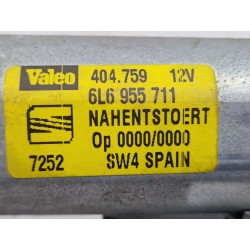 Valeo 404.759 12V
6L6 955 711
NAHENTSTOERT
Op 0000/0000
7252 SW4 SPAIN